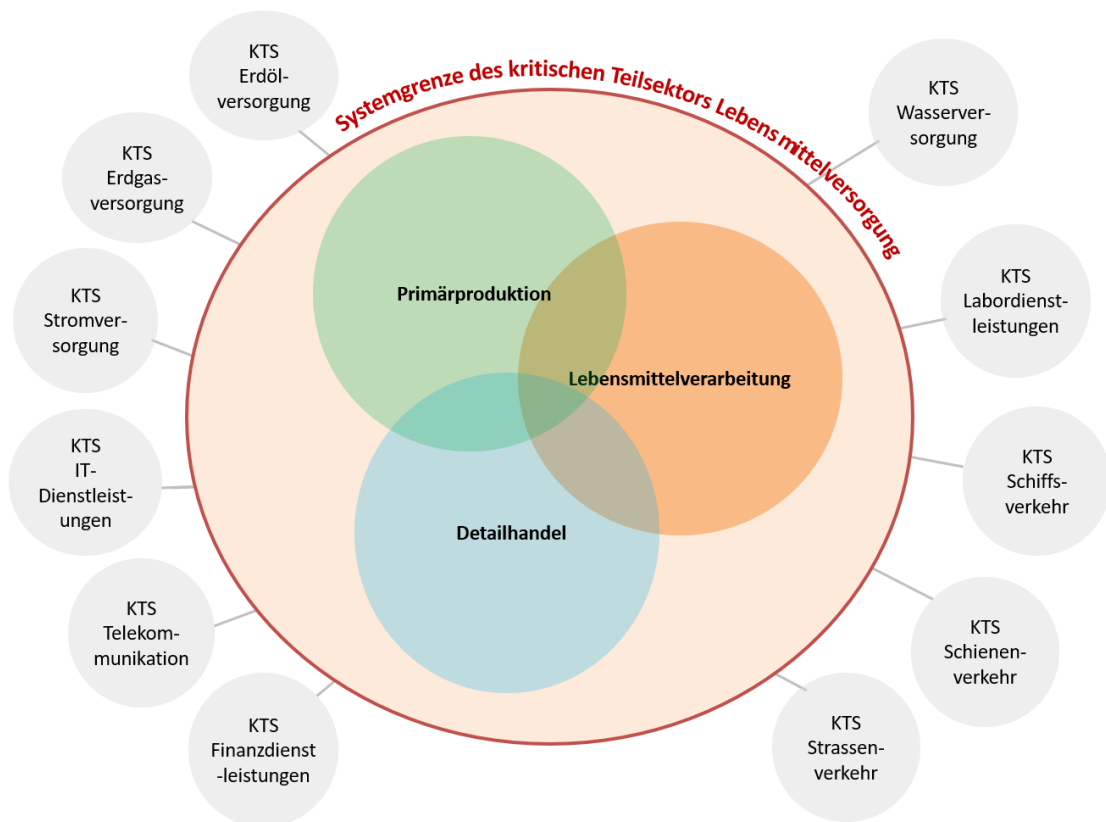 Systemgrenze des kritischen Teilsektors Lebensmittelversorgung
KTS
Erdöl-
versorgung
KTS
Erdgas-
versorgung
KTS
Stromver-
sorgung
KTS
IT-
Dienstleist-
ungen
KTS
Telekom-
munikation
KTS
Finanzdienst
-leistungen
Primärproduktion
Lebensmittelverarbeitung
Detailhandel
KTS
Wasserver-
sorgung
KTS
Labordienst-
leistungen
KTS
Schiffs-
verkehr
KTS
Schienen-
verkehr
KTS
Strassen-
verkehr